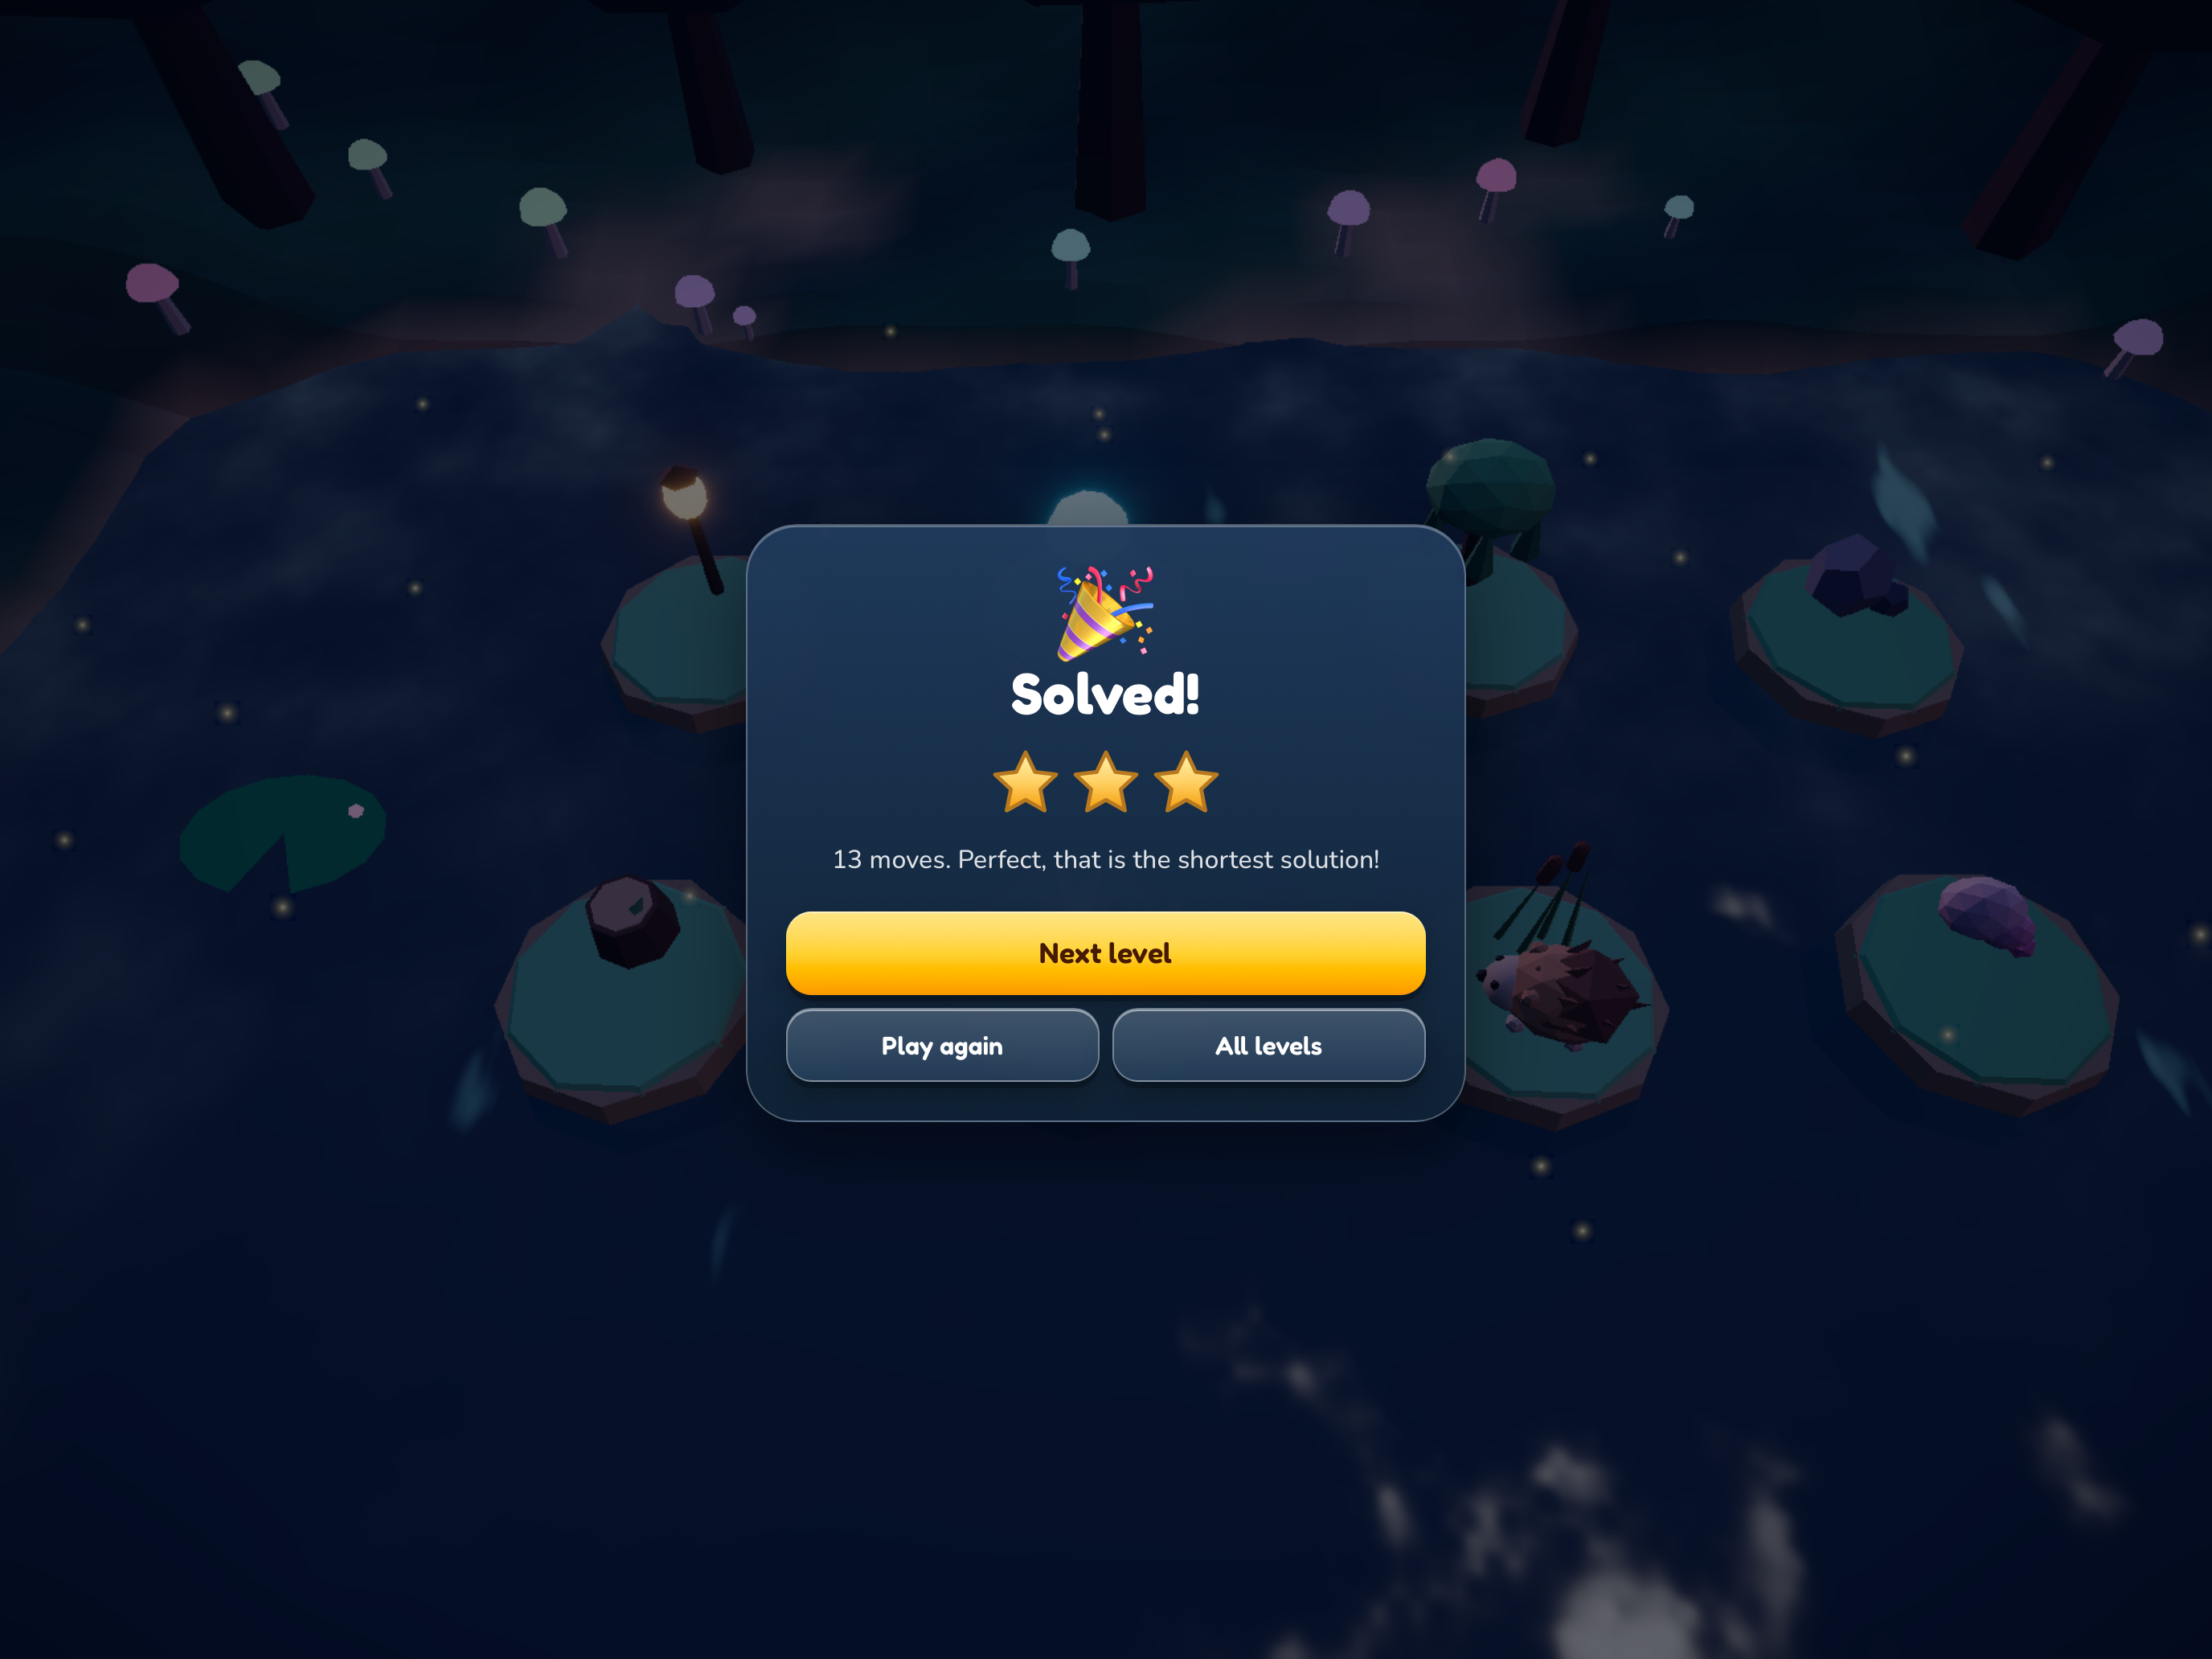 Solved!
13 moves. Perfect, that is the shortest solution!
Next level
Play again
All levels